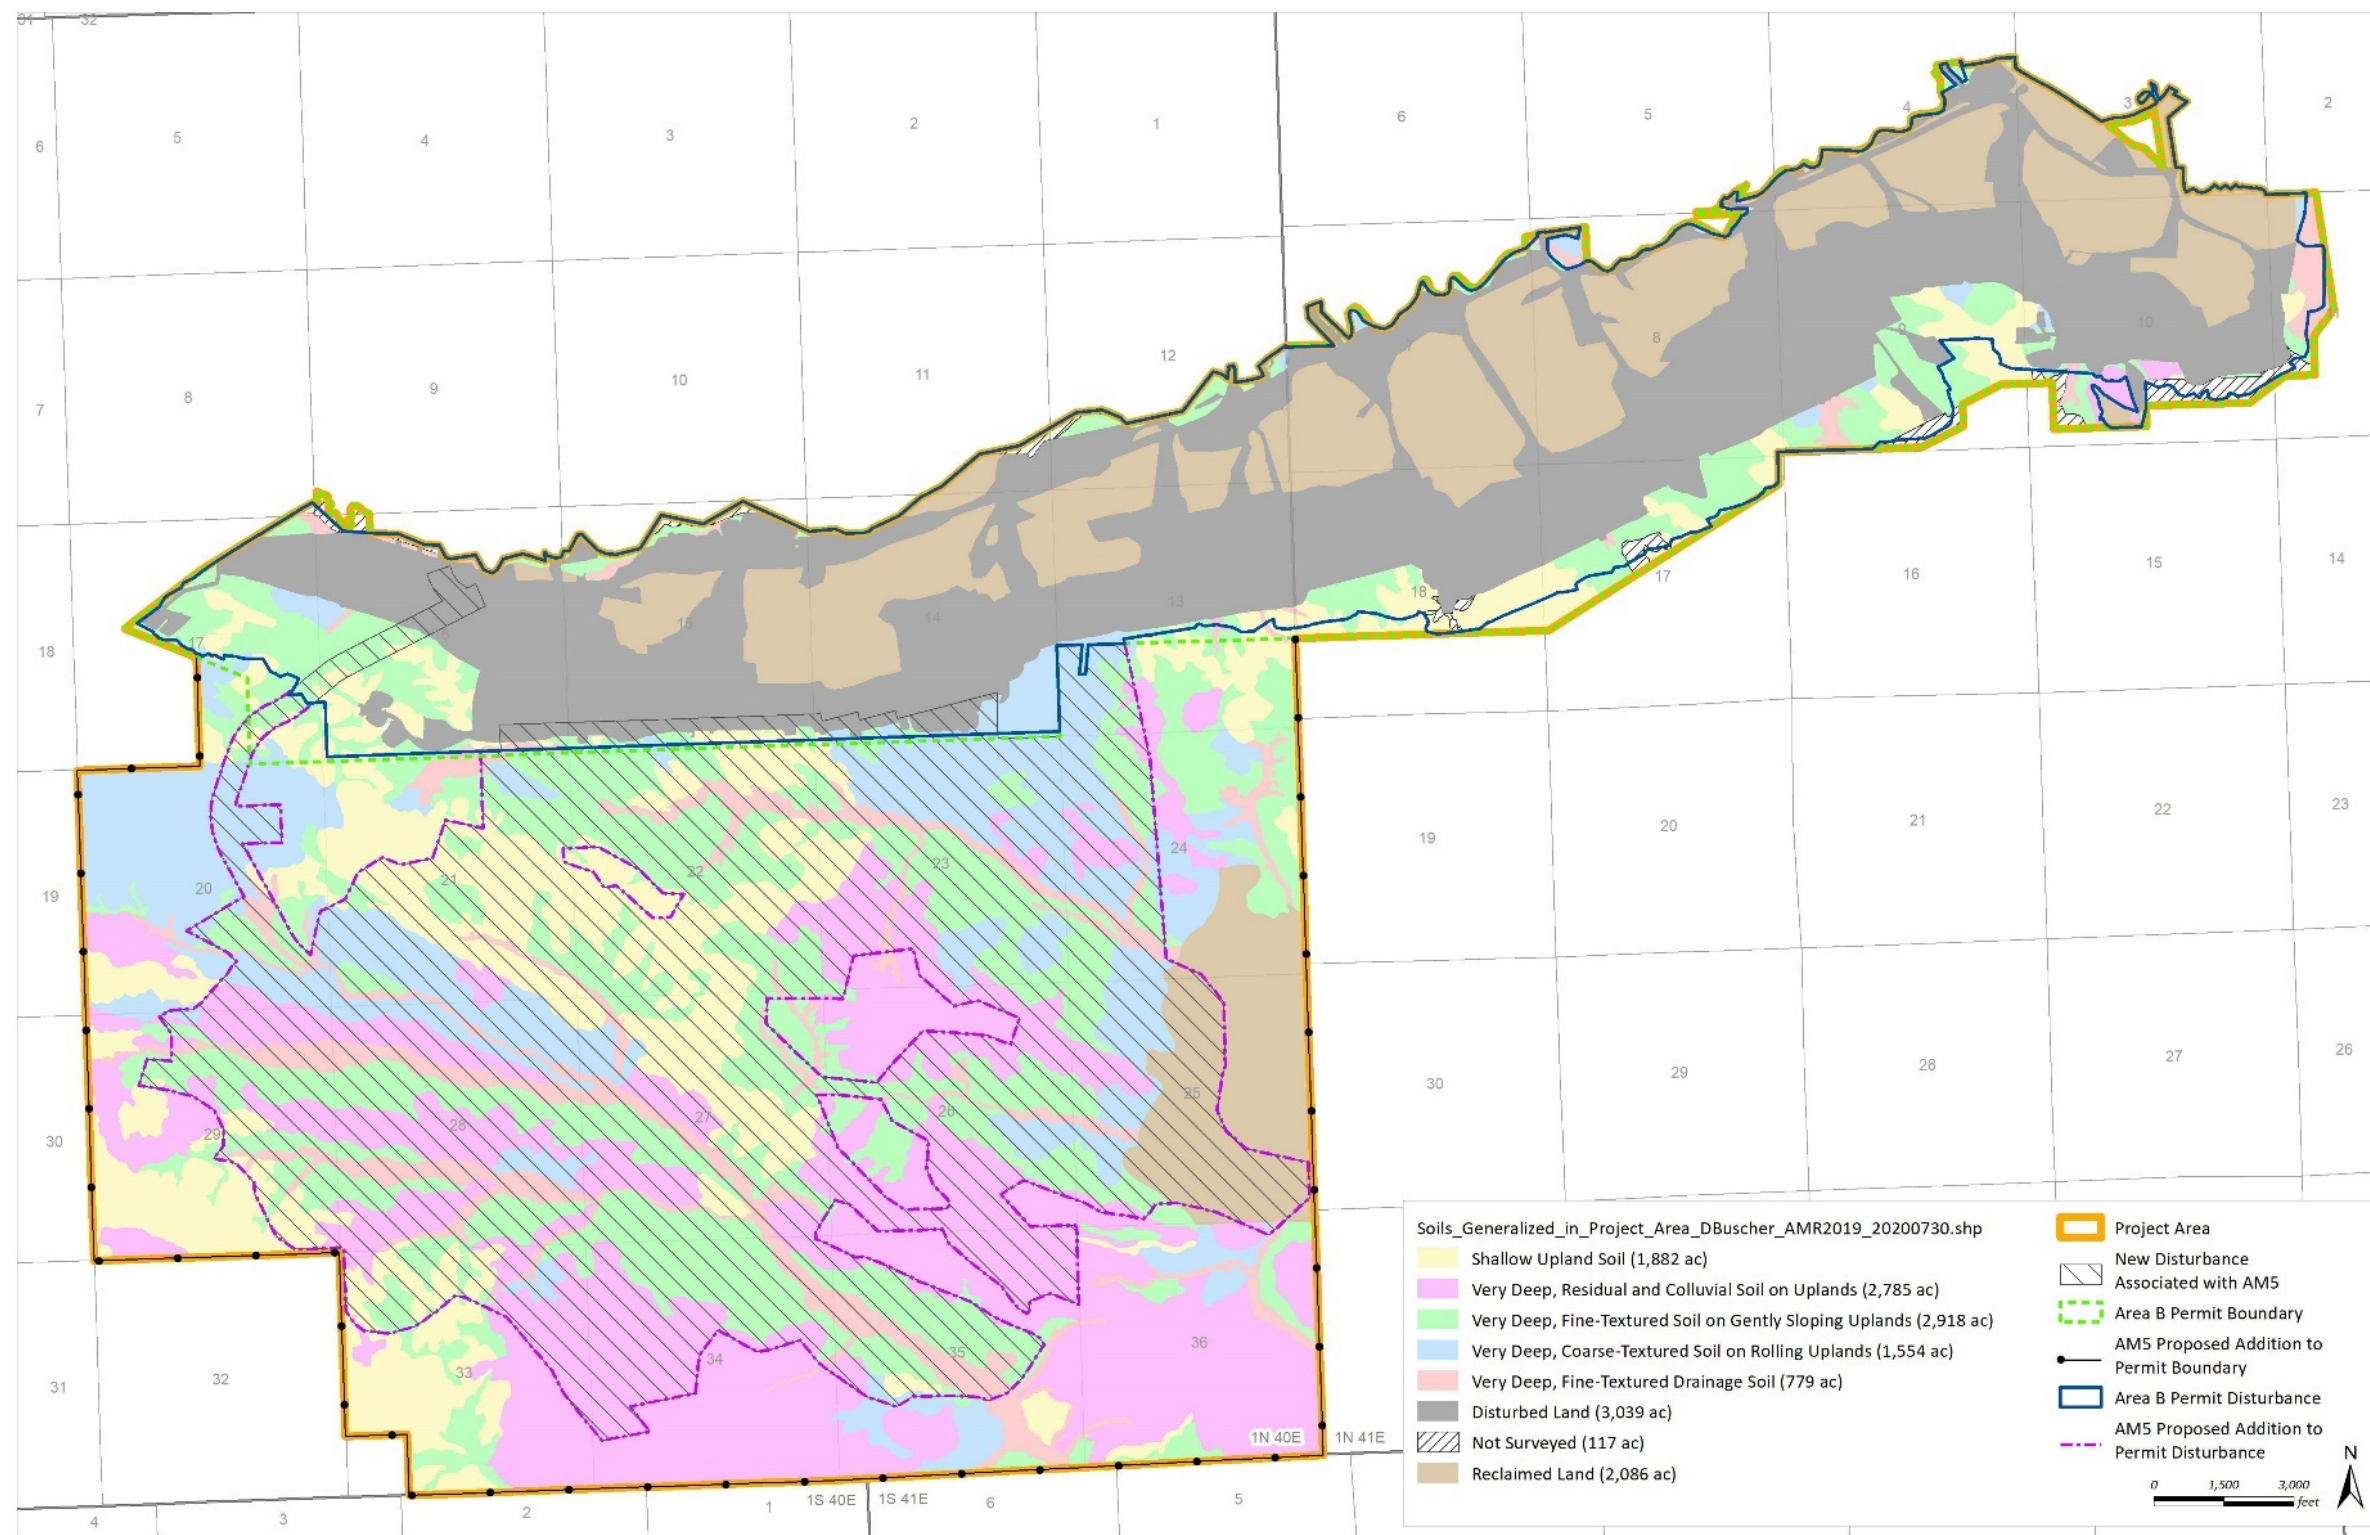 31 32
6 5 4 3 2 1 6 5 4 3 2
7 8 9 10 11 12 7 8 9 10 11
18 17 16 15 14 13 18 17 16 15 14
19 20 21 22 23 24 19 20 21 22 23
30 29 28 27 26 25 30 29 28 27 26
31 32 33 34 35 36
1N 40E 1N 41E
1S 40E 1S 41E
4 3 2 1 6 5
Soils_Generalized_in_Project_Area_DBuscher_AMR2019_20200730.shp
Shallow Upland Soil (1,882 ac)
Very Deep, Residual and Colluvial Soil on Uplands (2,785 ac)
Very Deep, Fine-Textured Soil on Gently Sloping Uplands (2,918 ac)
Very Deep, Coarse-Textured Soil on Rolling Uplands (1,554 ac)
Very Deep, Fine-Textured Drainage Soil (779 ac)
Disturbed Land (3,039 ac)
Not Surveyed (117 ac)
Reclaimed Land (2,086 ac)
Project Area
New Disturbance
Associated with AM5
Area B Permit Boundary
AM5 Proposed Addition to
Permit Boundary
Area B Permit Disturbance
AM5 Proposed Addition to
Permit Disturbance
N
0 1,500 3,000
feet